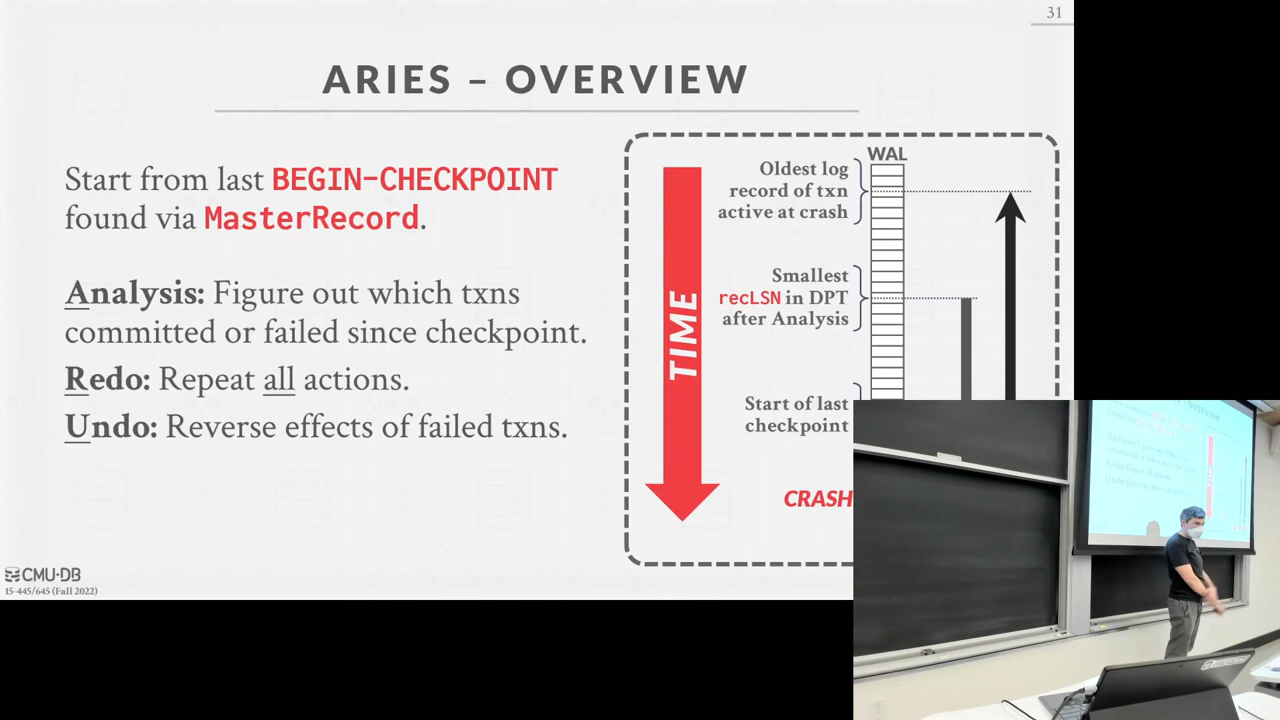 31
ARIES – OVERVIEW
Start from last BEGIN-CHECKPOINT
found via MasterRecord.
Analysis: Figure out which txns
committed or failed since checkpoint.
Redo: Repeat all actions.
Undo: Reverse effects of failed txns.
WAL
Oldest log
record of txn
active at crash
Smallest
recLSN in DPT
after Analysis
Start of last
checkpoint
TIME
CRASH
CMU·DB
15-445/645 (Fall 2022)